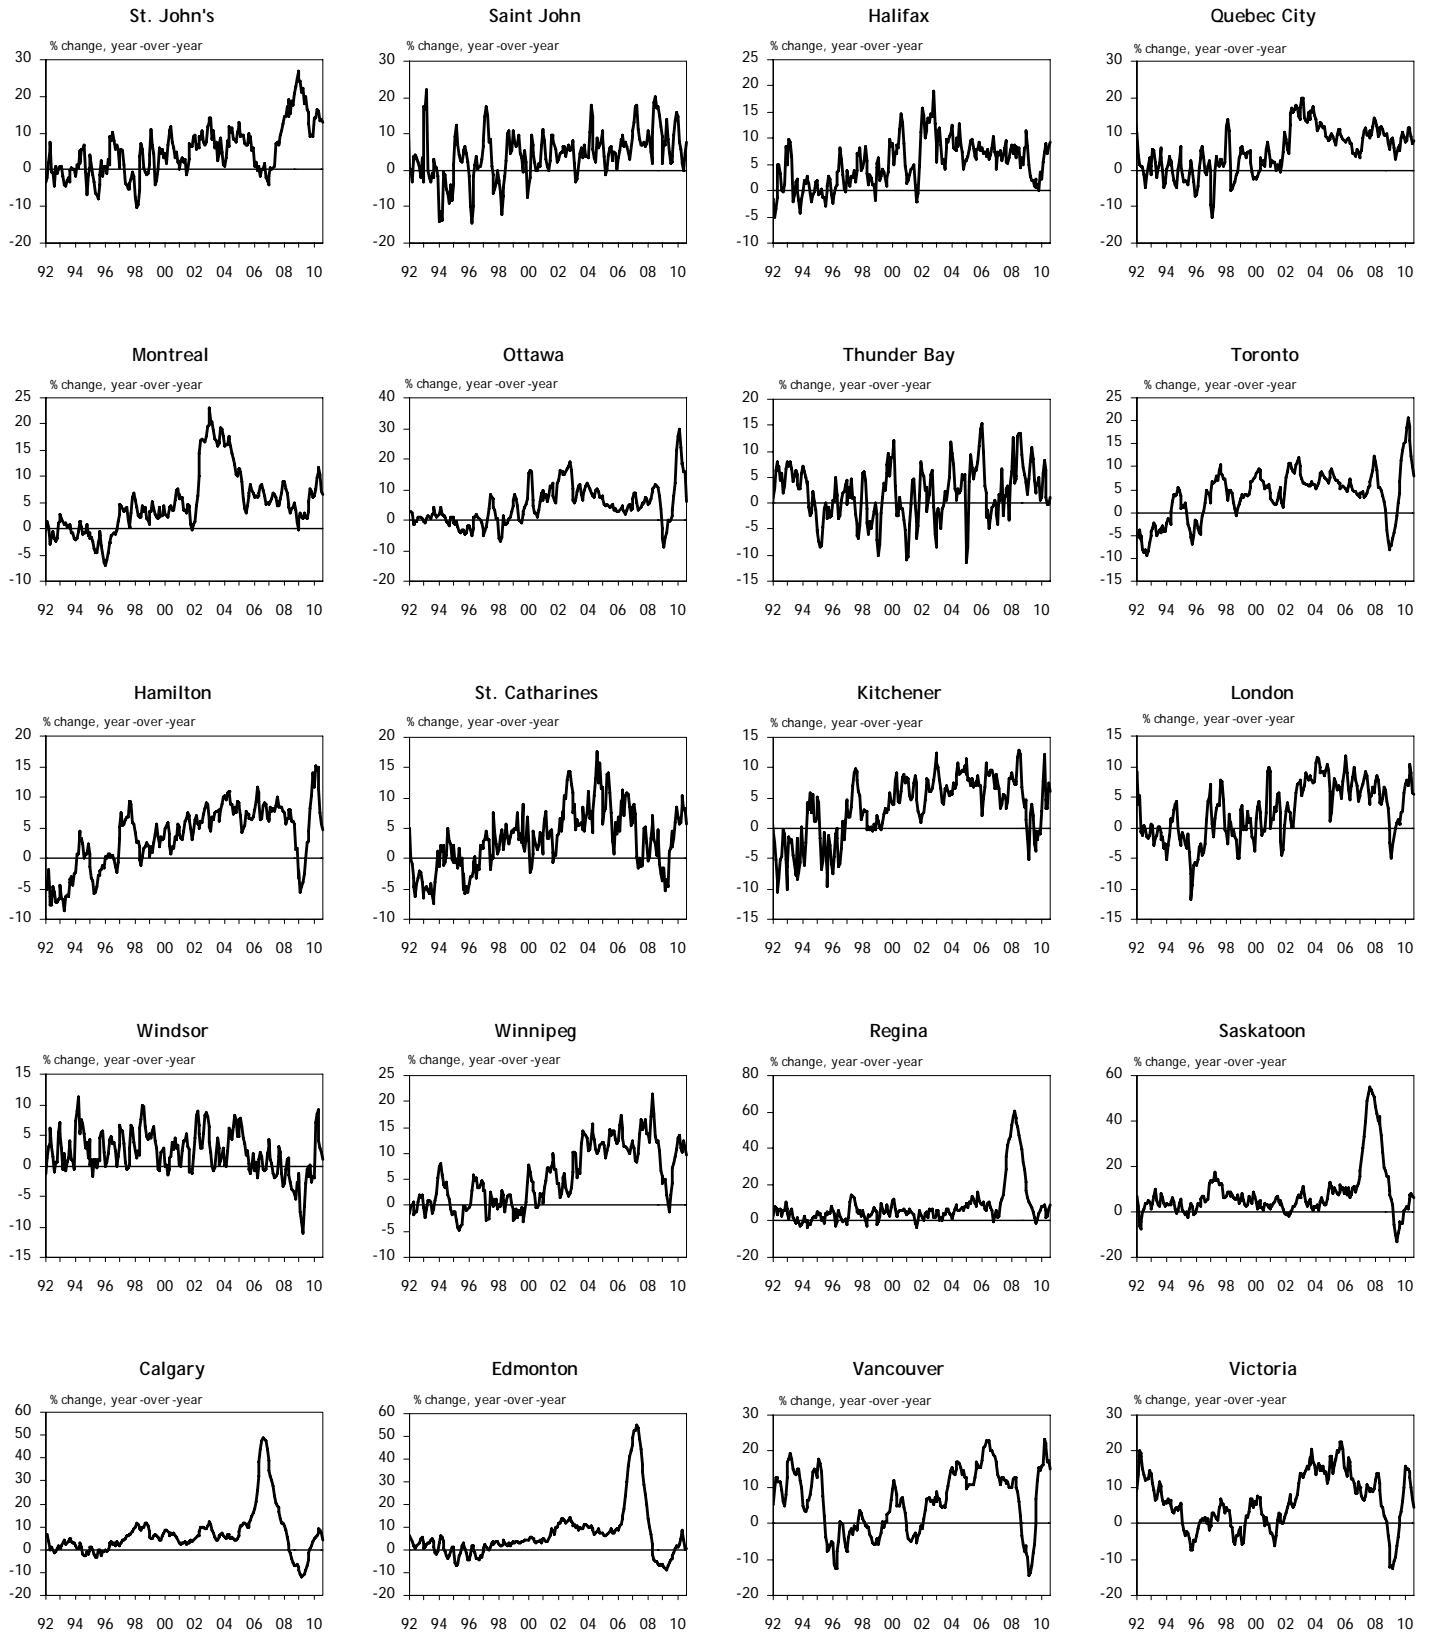 St. John's
% change, year-over-year
30
20
10
0
-10
-20
92 94 96 98 00 02 04 06 08 10
Saint John
% change, year-over-year
30
20
10
0
-10
-20
92 94 96 98 00 02 04 06 08 10
Halifax
% change, year-over-year
25
20
15
10
5
0
-5
-10
92 94 96 98 00 02 04 06 08 10
Quebec City
% change, year-over-year
30
20
10
0
-10
-20
92 94 96 98 00 02 04 06 08 10
Montreal
% change, year-over-year
25
20
15
10
5
0
-5
-10
92 94 96 98 00 02 04 06 08 10
Ottawa
% change, year-over-year
40
30
20
10
0
-10
-20
92 94 96 98 00 02 04 06 08 10
Thunder Bay
% change, year-over-year
20
15
10
5
0
-5
-10
-15
92 94 96 98 00 02 04 06 08 10
Toronto
% change, year-over-year
25
20
15
10
5
0
-5
-10
-15
92 94 96 98 00 02 04 06 08 10
Hamilton
% change, year-over-year
20
15
10
5
0
-5
-10
92 94 96 98 00 02 04 06 08 10
St. Catharines
% change, year-over-year
20
15
10
5
0
-5
-10
92 94 96 98 00 02 04 06 08 10
Kitchener
% change, year-over-year
15
10
5
0
-5
-10
-15
92 94 96 98 00 02 04 06 08 10
London
% change, year-over-year
15
10
5
0
-5
-10
-15
92 94 96 98 00 02 04 06 08 10
Windsor
% change, year-over-year
15
10
5
0
-5
-10
-15
92 94 96 98 00 02 04 06 08 10
Winnipeg
% change, year-over-year
25
20
15
10
5
0
-5
-10
92 94 96 98 00 02 04 06 08 10
Regina
% change, year-over-year
80
60
40
20
0
-20
92 94 96 98 00 02 04 06 08 10
Saskatoon
% change, year-over-year
60
40
20
0
-20
92 94 96 98 00 02 04 06 08 10
Calgary
% change, year-over-year
60
50
40
30
20
10
0
-10
-20
92 94 96 98 00 02 04 06 08 10
Edmonton
% change, year-over-year
60
50
40
30
20
10
0
-10
-20
92 94 96 98 00 02 04 06 08 10
Vancouver
% change, year-over-year
30
20
10
0
-10
-20
92 94 96 98 00 02 04 06 08 10
Victoria
% change, year-over-year
30
20
10
0
-10
-20
92 94 96 98 00 02 04 06 08 10